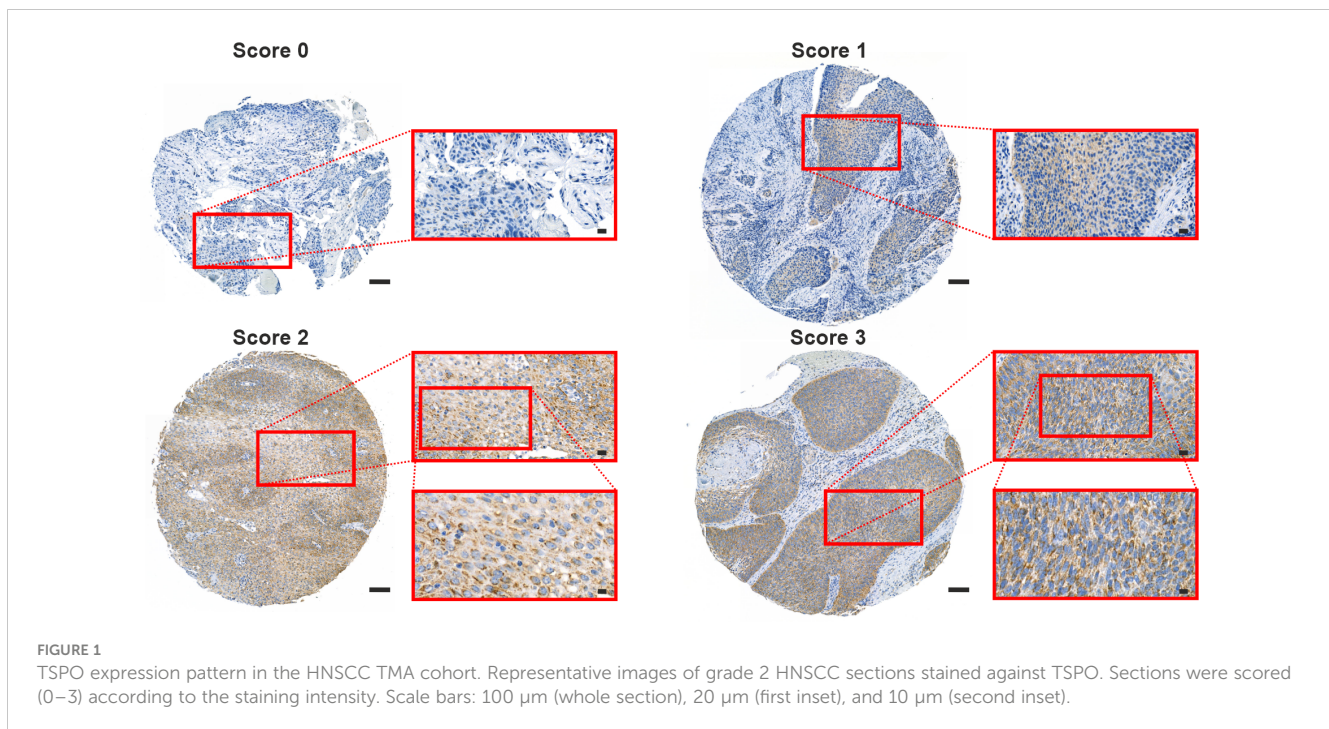 Score 0
Score 1
Score 2
Score 3
FIGURE 1
TSPO expression pattern in the HNSCC TMA cohort. Representative images of grade 2 HNSCC sections stained against TSPO. Sections were scored
(0–3) according to the staining intensity. Scale bars: 100 µm (whole section), 20 µm (first inset), and 10 µm (second inset).